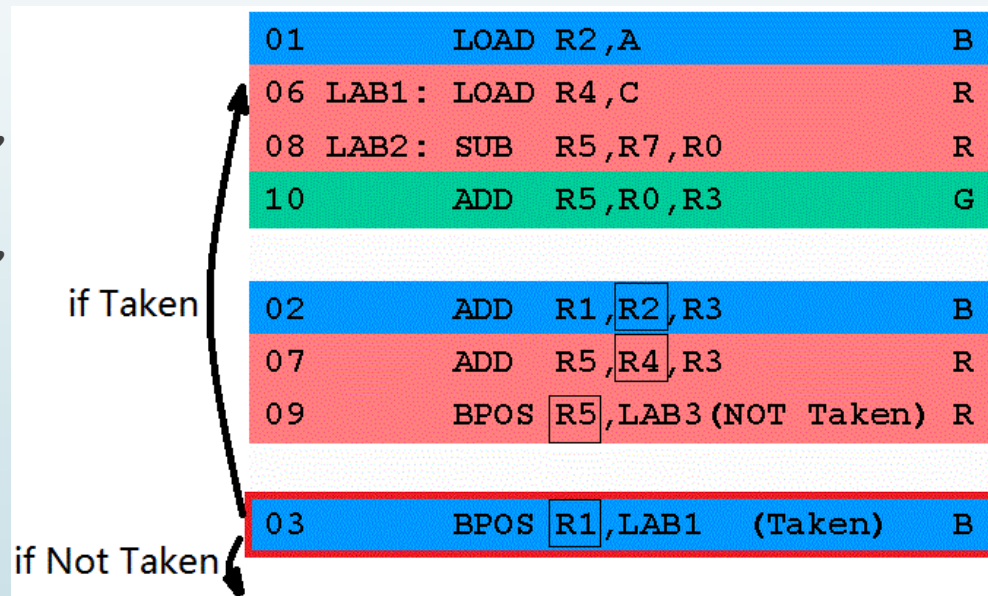 01 LOAD R2,A B
06 LAB1: LOAD R4,C R
08 LAB2: SUB R5,R7,R0 R
10 ADD R5,R0,R3 G
if Taken
02 ADD R1,R2,R3 B
07 ADD R5,R4,R3 R
09 BPOS R5,LAB3(NOT Taken) R
03 BPOS R1,LAB1 (Taken) B
if Not Taken